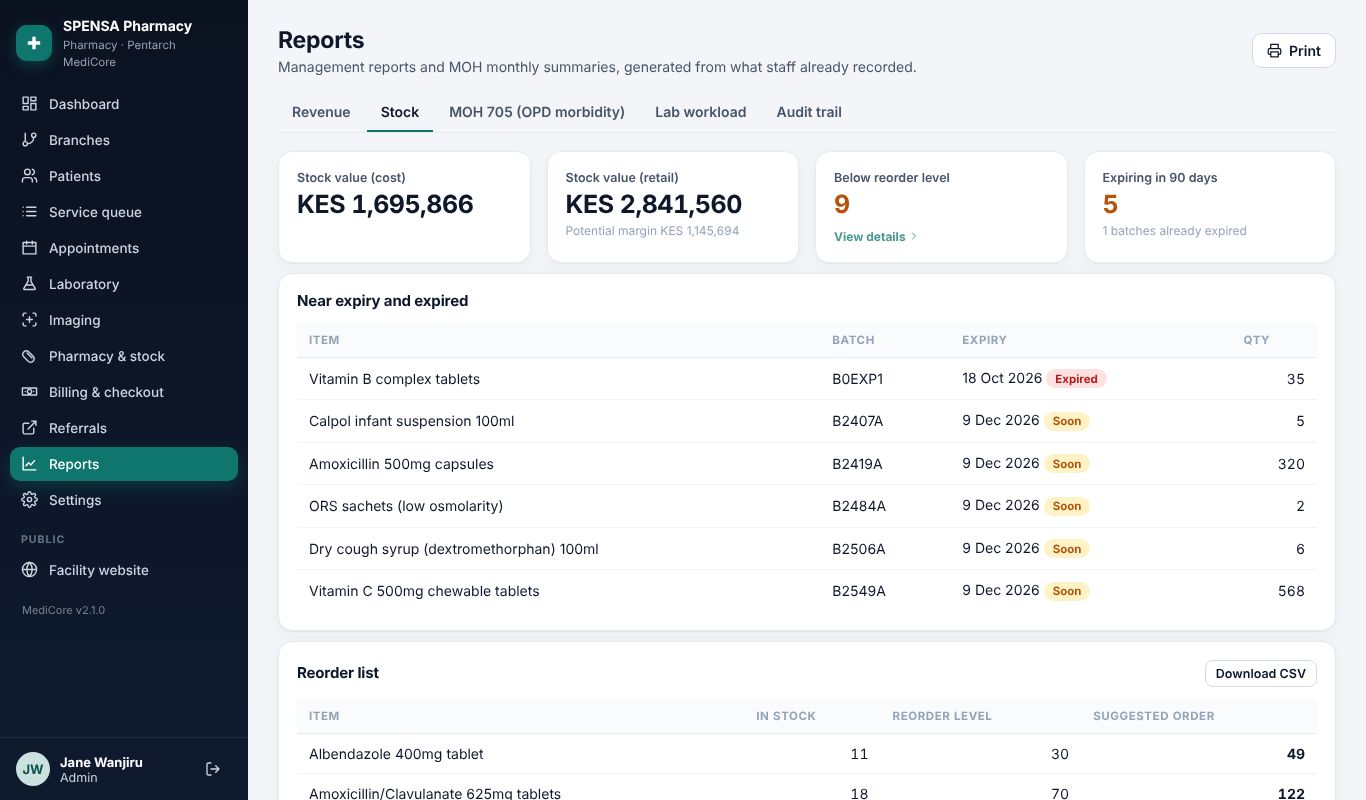 SPENSA Pharmacy
Pharmacy · Pentarch
MediCore
Dashboard
Branches
Patients
Service queue
Appointments
Laboratory
Imaging
Pharmacy & stock
Billing & checkout
Referrals
Reports
Settings
PUBLIC
Facility website
MediCore v2.1.0
JW
Jane Wanjiru
Admin
Reports
Management reports and MOH monthly summaries, generated from what staff already recorded.
Print
Revenue Stock MOH 705 (OPD morbidity) Lab workload Audit trail
Stock value (cost)
KES 1,695,866
Stock value (retail)
KES 2,841,560
Potential margin KES 1,145,694
Below reorder level
9
View details
Expiring in 90 days
5
1 batches already expired
Near expiry and expired
ITEM BATCH EXPIRY QTY
Vitamin B complex tablets B0EXP1 18 Oct 2026 Expired 35
Calpol infant suspension 100ml B2407A 9 Dec 2026 Soon 5
Amoxicillin 500mg capsules B2419A 9 Dec 2026 Soon 320
ORS sachets (low osmolarity) B2484A 9 Dec 2026 Soon 2
Dry cough syrup (dextromethorphan) 100ml B2506A 9 Dec 2026 Soon 6
Vitamin C 500mg chewable tablets B2549A 9 Dec 2026 Soon 568
Reorder list
Download CSV
ITEM IN STOCK REORDER LEVEL SUGGESTED ORDER
Albendazole 400mg tablet 11 30 49
Amoxicillin/Clavulanate 625mg tablets 18 70 122